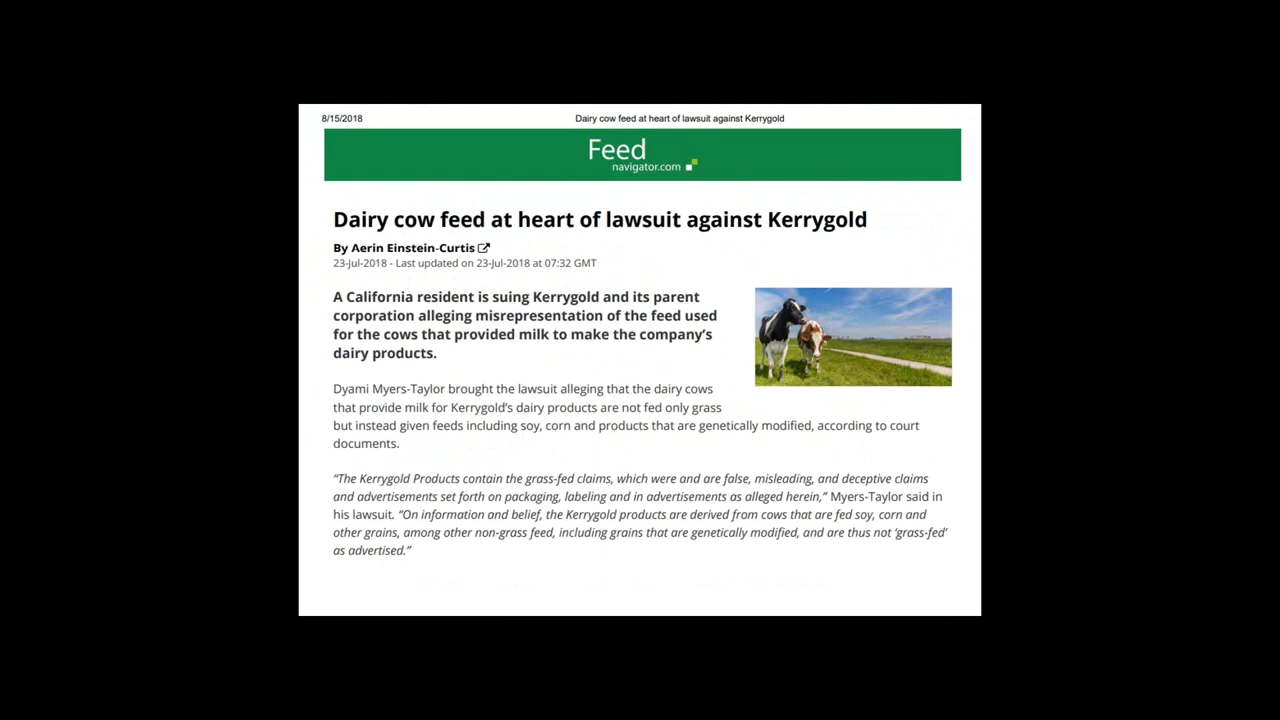 8/15/2018 Dairy cow feed at heart of lawsuit against Kerrygold
Feed
navigator.com
Dairy cow feed at heart of lawsuit against Kerrygold
By Aerin Einstein-Curtis
23-Jul-2018 - Last updated on 23-Jul-2018 at 07:32 GMT
A California resident is suing Kerrygold and its parent
corporation alleging misrepresentation of the feed used
for the cows that provided milk to make the company’s
dairy products.
Dyami Myers-Taylor brought the lawsuit alleging that the dairy cows
that provide milk for Kerrygold’s dairy products are not fed only grass
but instead given feeds including soy, corn and products that are genetically modified, according to court
documents.
“The Kerrygold Products contain the grass-fed claims, which were and are false, misleading, and deceptive claims
and advertisements set forth on packaging, labeling and in advertisements as alleged herein,” Myers-Taylor said in
his lawsuit. “On information and belief, the Kerrygold products are derived from cows that are fed soy, corn and
other grains, among other non-grass feed, including grains that are genetically modified, and are thus not ‘grass-fed’
as advertised.”